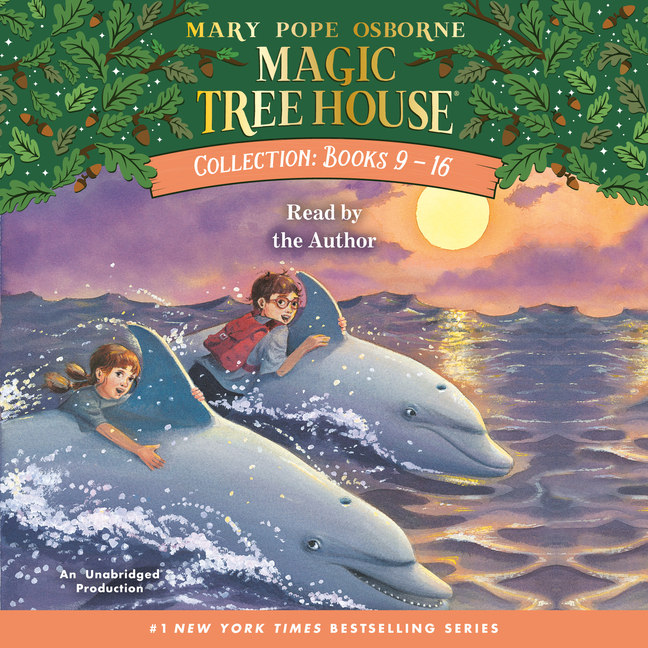 MARY POPE OSBORNE
MAGIC
TREE HOUSE®
COLLECTION: BOOKS 9 – 16
Read by
the Author
An Unabridged
Production
#1 NEW YORK TIMES BESTSELLING SERIES